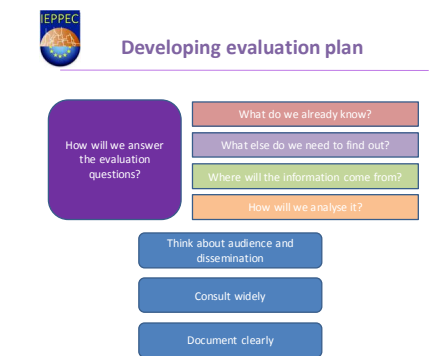 IEPPEC
Developing evaluation plan
How will we answer
the evaluation
questions?
What do we already know?
What else do we need to find out?
Where will the information come from?
How will we analyse it?
Think about audience and
dissemination
Consult widely
Document clearly